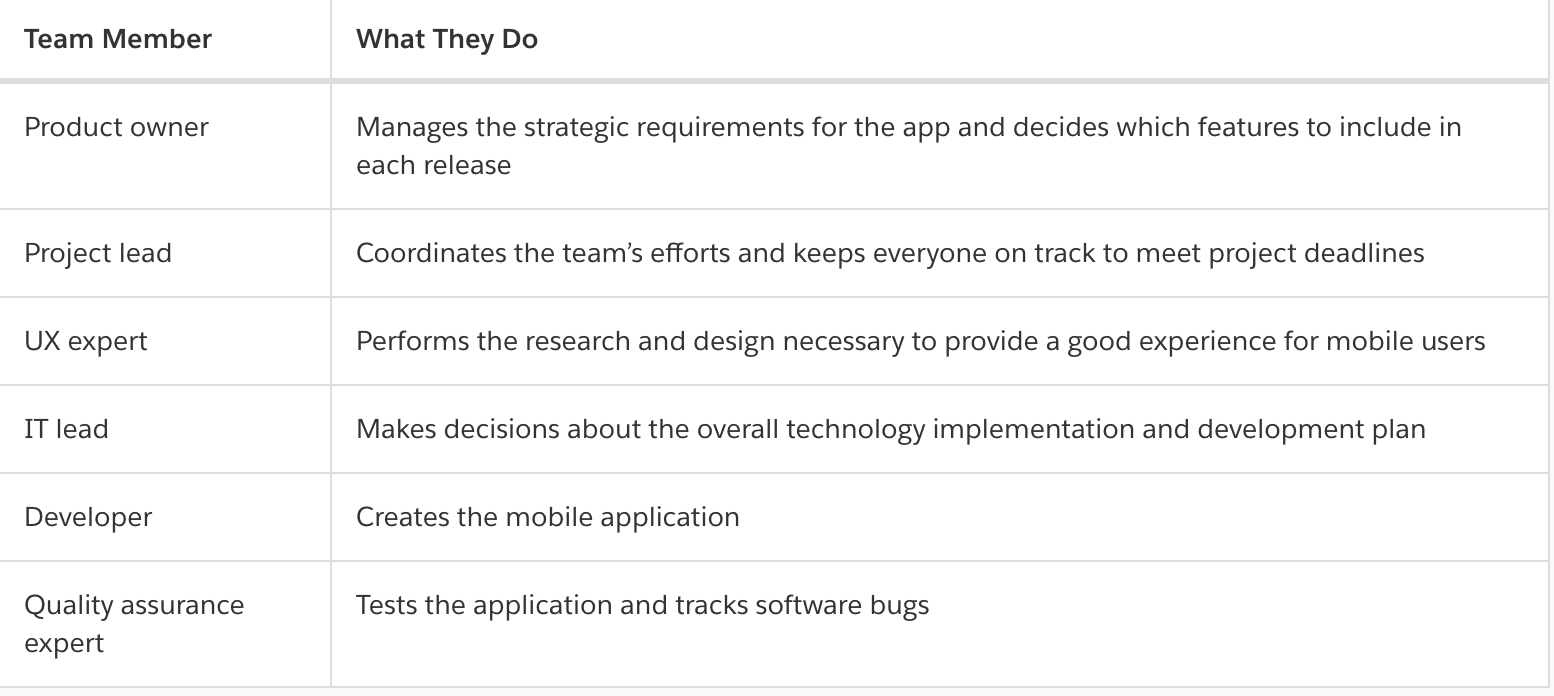 Team Member
What They Do
Product owner
Manages the strategic requirements for the app and decides which features to include in
each release
Project lead
Coordinates the team’s efforts and keeps everyone on track to meet project deadlines
UX expert
Performs the research and design necessary to provide a good experience for mobile users
IT lead
Makes decisions about the overall technology implementation and development plan
Developer
Creates the mobile application
Quality assurance
expert
Tests the application and tracks software bugs